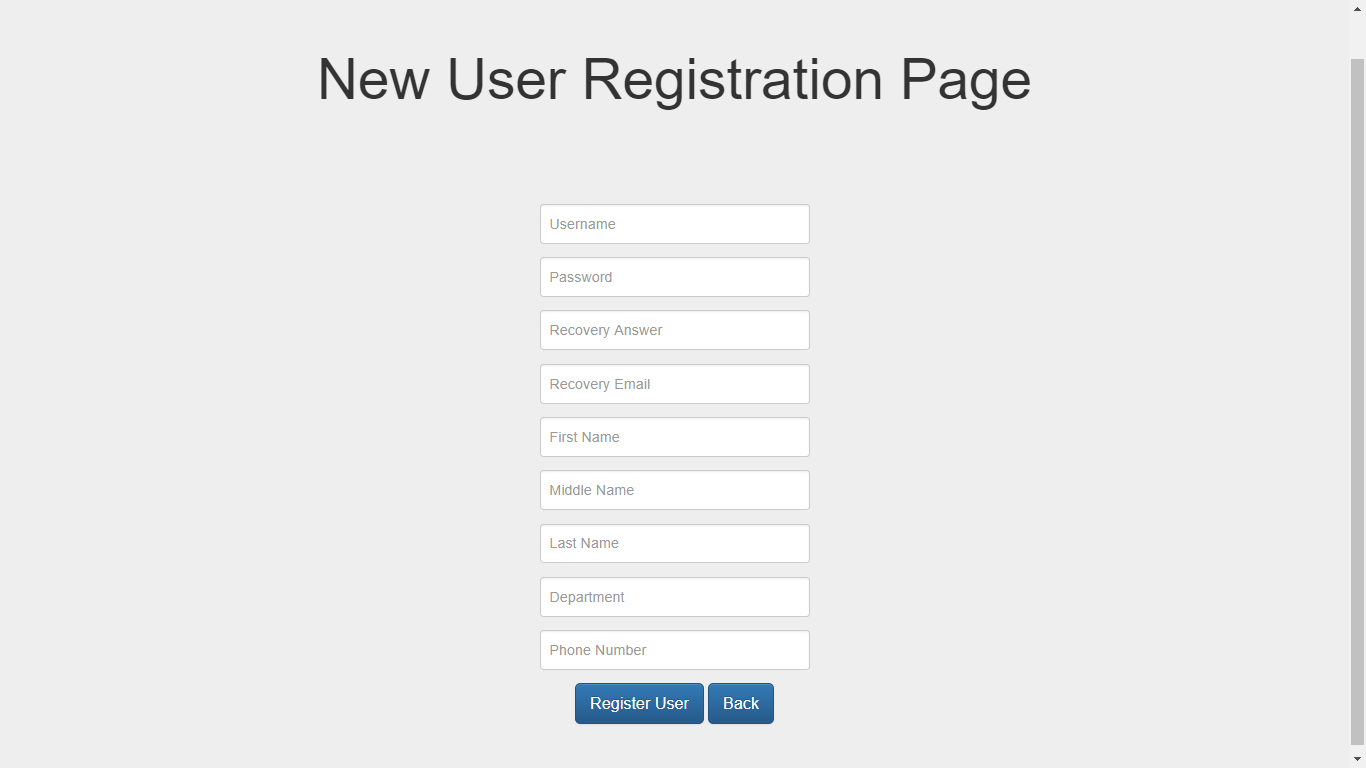 New User Registration Page
Username
Password
Recovery Answer
Recovery Email
First Name
Middle Name
Last Name
Department
Phone Number
Register User Back